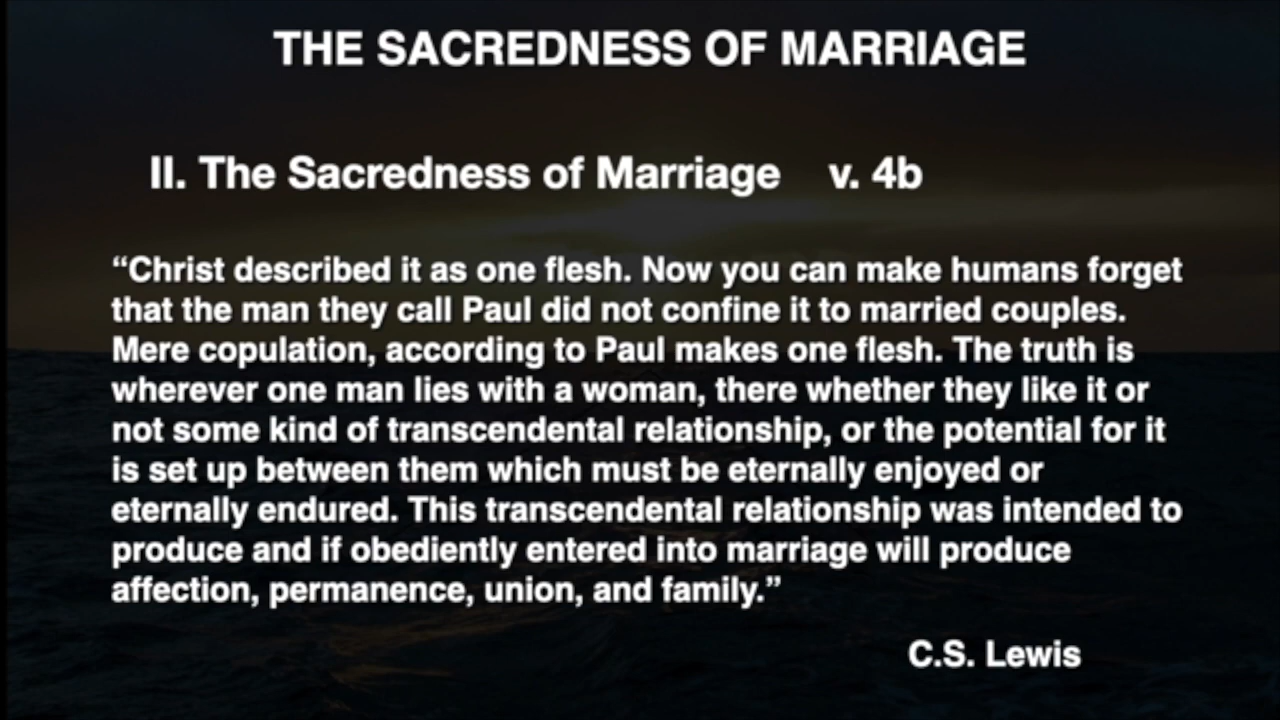 THE SACREDNESS OF MARRIAGE
II. The Sacredness of Marriage v. 4b
“Christ described it as one flesh. Now you can make humans forget
that the man they call Paul did not confine it to married couples.
Mere copulation, according to Paul makes one flesh. The truth is
wherever one man lies with a woman, there whether they like it or
not some kind of transcendental relationship, or the potential for it
is set up between them which must be eternally enjoyed or
eternally endured. This transcendental relationship was intended to
produce and if obediently entered into marriage will produce
affection, permanence, union, and family.”
C.S. Lewis